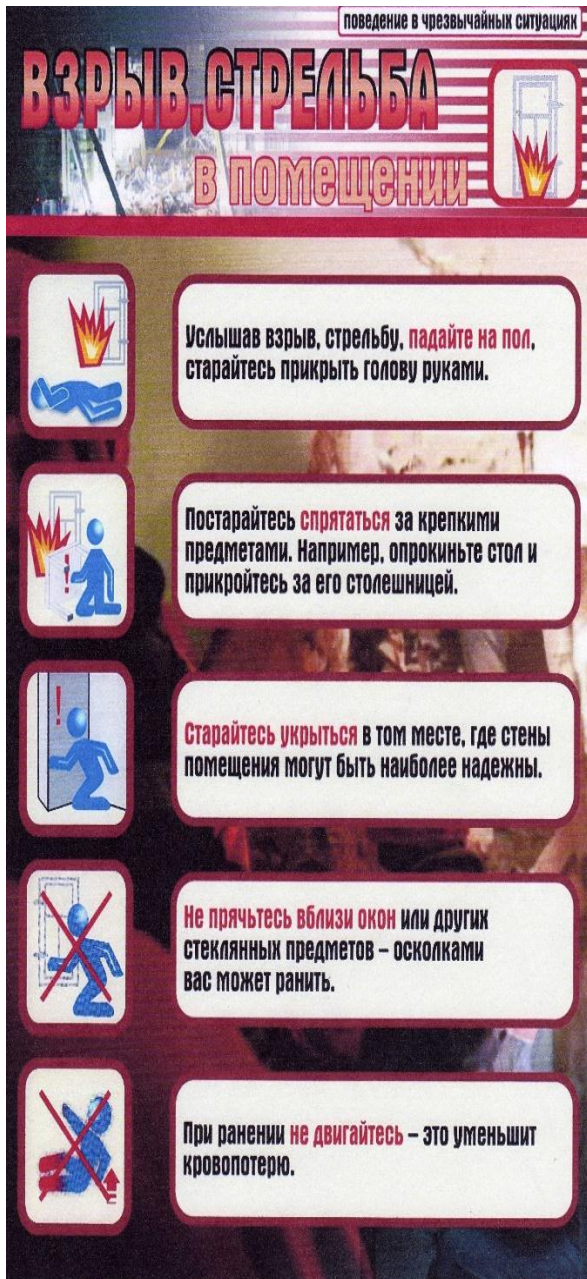 поведение в чрезвычайных ситуациях
ВЗРЫВ,СТРЕЛЬБА
в помещении
Услышав взрыв, стрельбу, падайте на пол,
старайтесь прикрыть голову руками.
Постарайтесь спрятаться за крепкими
предметами. Например, опрокиньте стол и
прикройтесь за его столешницей.
Старайтесь укрыться в том месте, где стены
помещения могут быть наиболее надежны.
Не прячьтесь вблизи окон или других
стеклянных предметов – осколками
вас может ранить.
При ранении не двигайтесь – это уменьшит
кровопотерю.